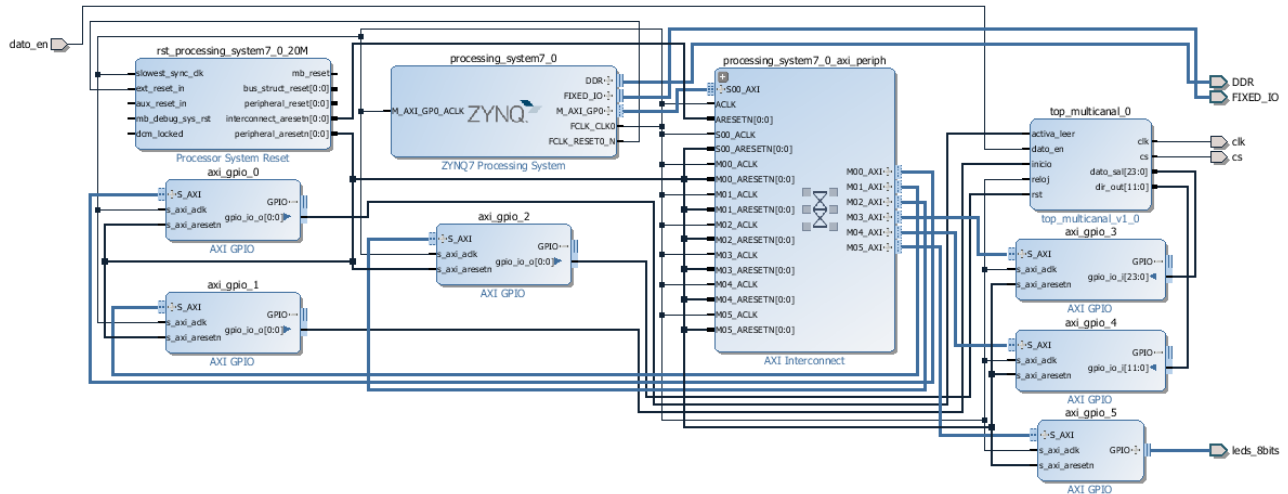 dato_en
rst_processing_system7_0_20M
slowest_sync_clk
ext_reset_in
aux_reset_in
mb_debug_sys_rst
dcm_locked
mb_reset
bus_struct_reset[0:0]
peripheral_reset[0:0]
interconnect_aresetn[0:0]
peripheral_aresetn[0:0]
Processor System Reset
processing_system7_0
M_AXI_GP0_ACLK
ZYNQ
DDR
FIXED_IO
M_AXI_GP0
FCLK_CLK0
FCLK_RESET0_N
ZYNQ7 Processing System
processing_system7_0_axi_periph
S00_AXI
ACLK
ARESETN[0:0]
S00_ACLK
S00_ARESETN[0:0]
M00_ACLK
M00_ARESETN[0:0]
M01_ACLK
M01_ARESETN[0:0]
M02_ACLK
M02_ARESETN[0:0]
M03_ACLK
M03_ARESETN[0:0]
M04_ACLK
M04_ARESETN[0:0]
M05_ACLK
M05_ARESETN[0:0]
M00_AXI
M01_AXI
M02_AXI
M03_AXI
M04_AXI
M05_AXI
AXI Interconnect
DDR
FIXED_IO
top_multicanal_0
activa_leer
dato_en
inicio
reloj
rst
clk
cs
dato_sal[23:0]
dir_out[11:0]
top_multicanal_v1_0
clk
cs
axi_gpio_0
S_AXI
s_axi_aclk
s_axi_aresetn
GPIO
gpio_io_o[0:0]
AXI GPIO
axi_gpio_2
S_AXI
s_axi_aclk
s_axi_aresetn
GPIO
gpio_io_o[0:0]
AXI GPIO
axi_gpio_1
S_AXI
s_axi_aclk
s_axi_aresetn
GPIO
gpio_io_o[0:0]
AXI GPIO
axi_gpio_3
S_AXI
s_axi_aclk
s_axi_aresetn
GPIO
gpio_io_i[23:0]
AXI GPIO
axi_gpio_4
S_AXI
s_axi_aclk
s_axi_aresetn
GPIO
gpio_io_i[11:0]
AXI GPIO
axi_gpio_5
S_AXI
s_axi_aclk
s_axi_aresetn
GPIO
AXI GPIO
leds_8bits